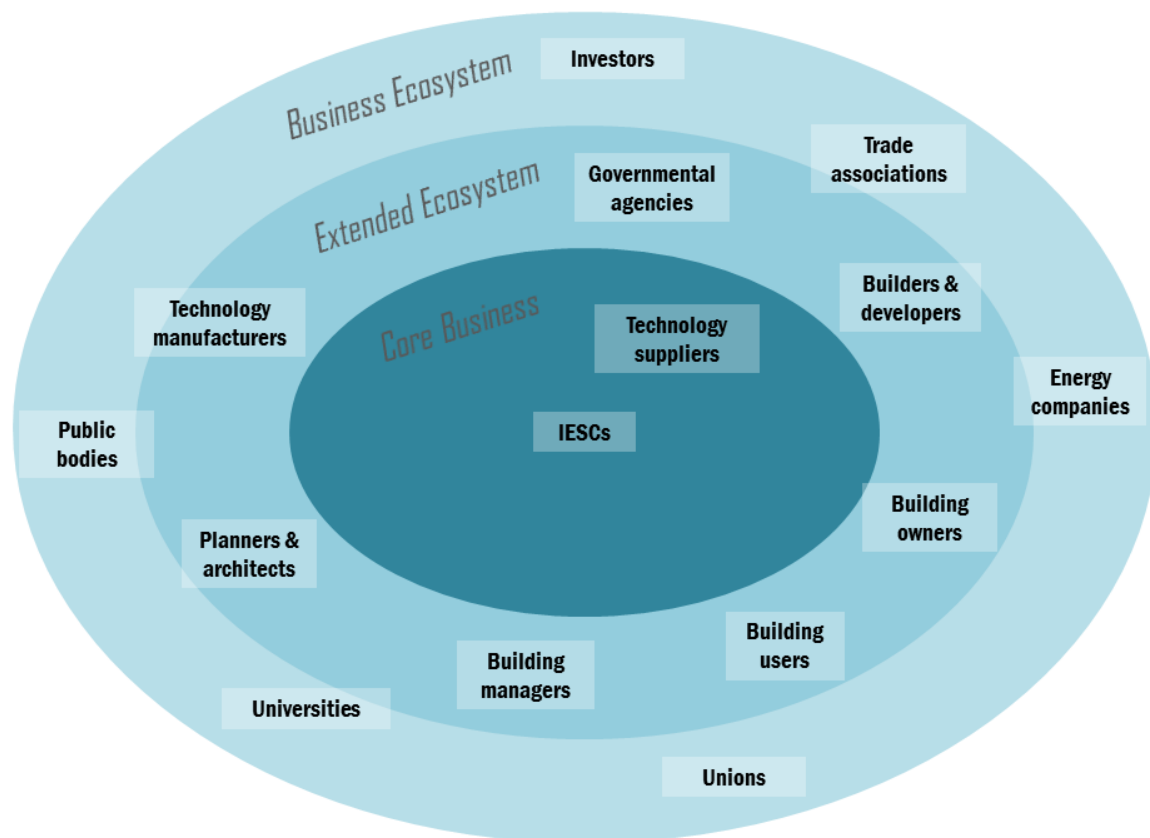 Investors
Business Ecosystem
Trade
associations
Governmental
agencies
Extended Ecosystem
Builders &
developers
Technology
manufacturers
Core Business
Technology
suppliers
Energy
companies
Public
bodies
IESCs
Building
owners
Planners &
architects
Building
users
Building
managers
Universities
Unions